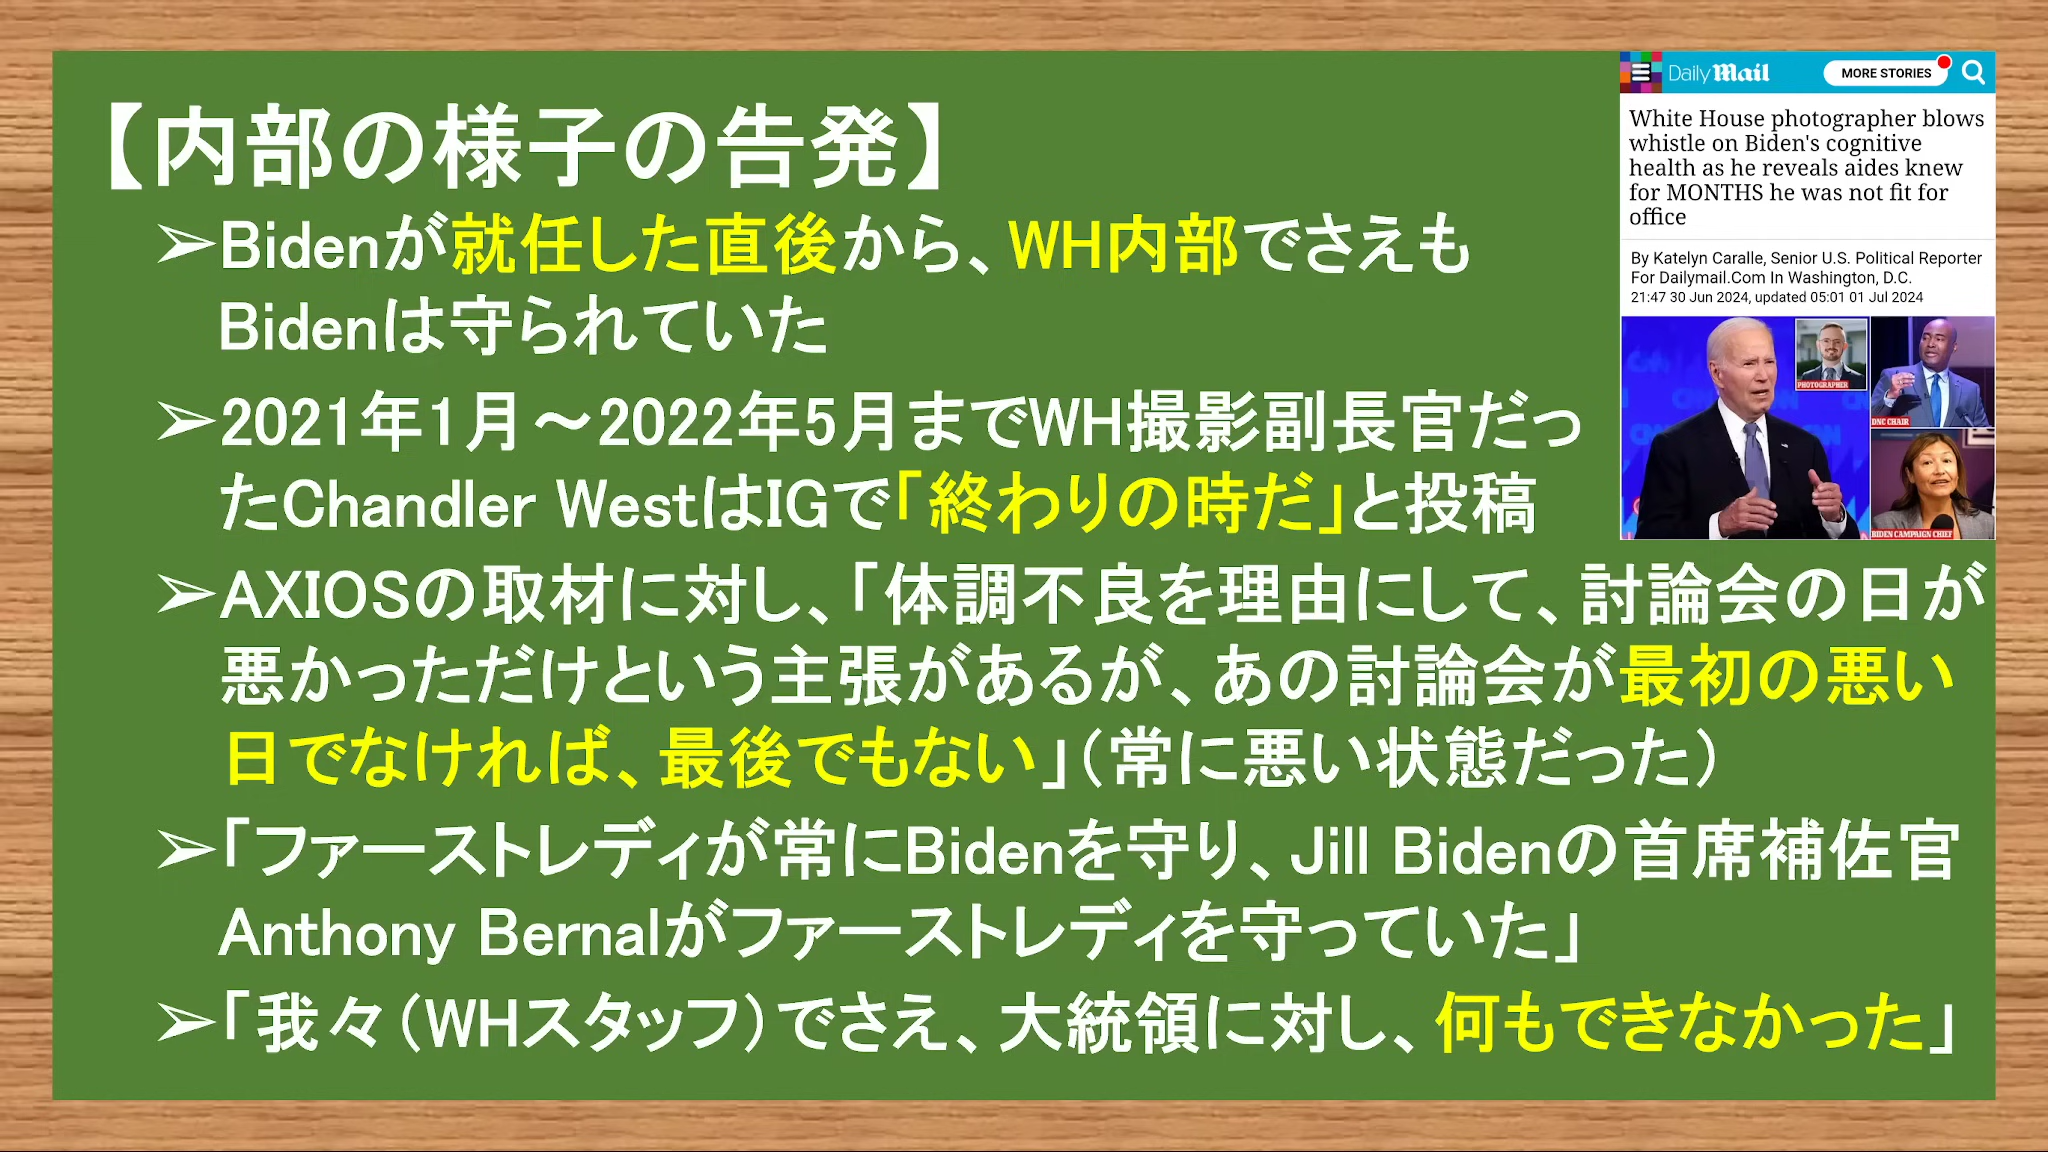 【内部の様子の告発】
➢Bidenが就任した直後から、WH内部でさえも
Bidenは守られていた
➢2021年1月～2022年5月までWH撮影副長官だっ
たChandler WestはIGで「終わりの時だ」と投稿
➢AXIOSの取材に対し、「体調不良を理由にして、討論会の日が
悪かっただけという主張があるが、あの討論会が最初の悪い
日でなければ、最後でもない」（常に悪い状態だった）
➢「ファーストレディが常にBidenを守り、Jill Bidenの首席補佐官
Anthony Bernalがファーストレディを守っていた」
➢「我々（WHスタッフ）でさえ、大統領に対し、何もできなかった」
Daily Mail
MORE STORIES
White House photographer blows
whistle on Biden's cognitive
health as he reveals aides knew
for MONTHS he was not fit for
office
By Katelyn Caralle, Senior U.S. Political Reporter
For Dailymail.Com In Washington, D.C.
21:47 30 Jun 2024, updated 05:01 01 Jul 2024
PHOTOGRAPHER
DNC CHAIR
BIDEN CAMPAIGN CHIEF